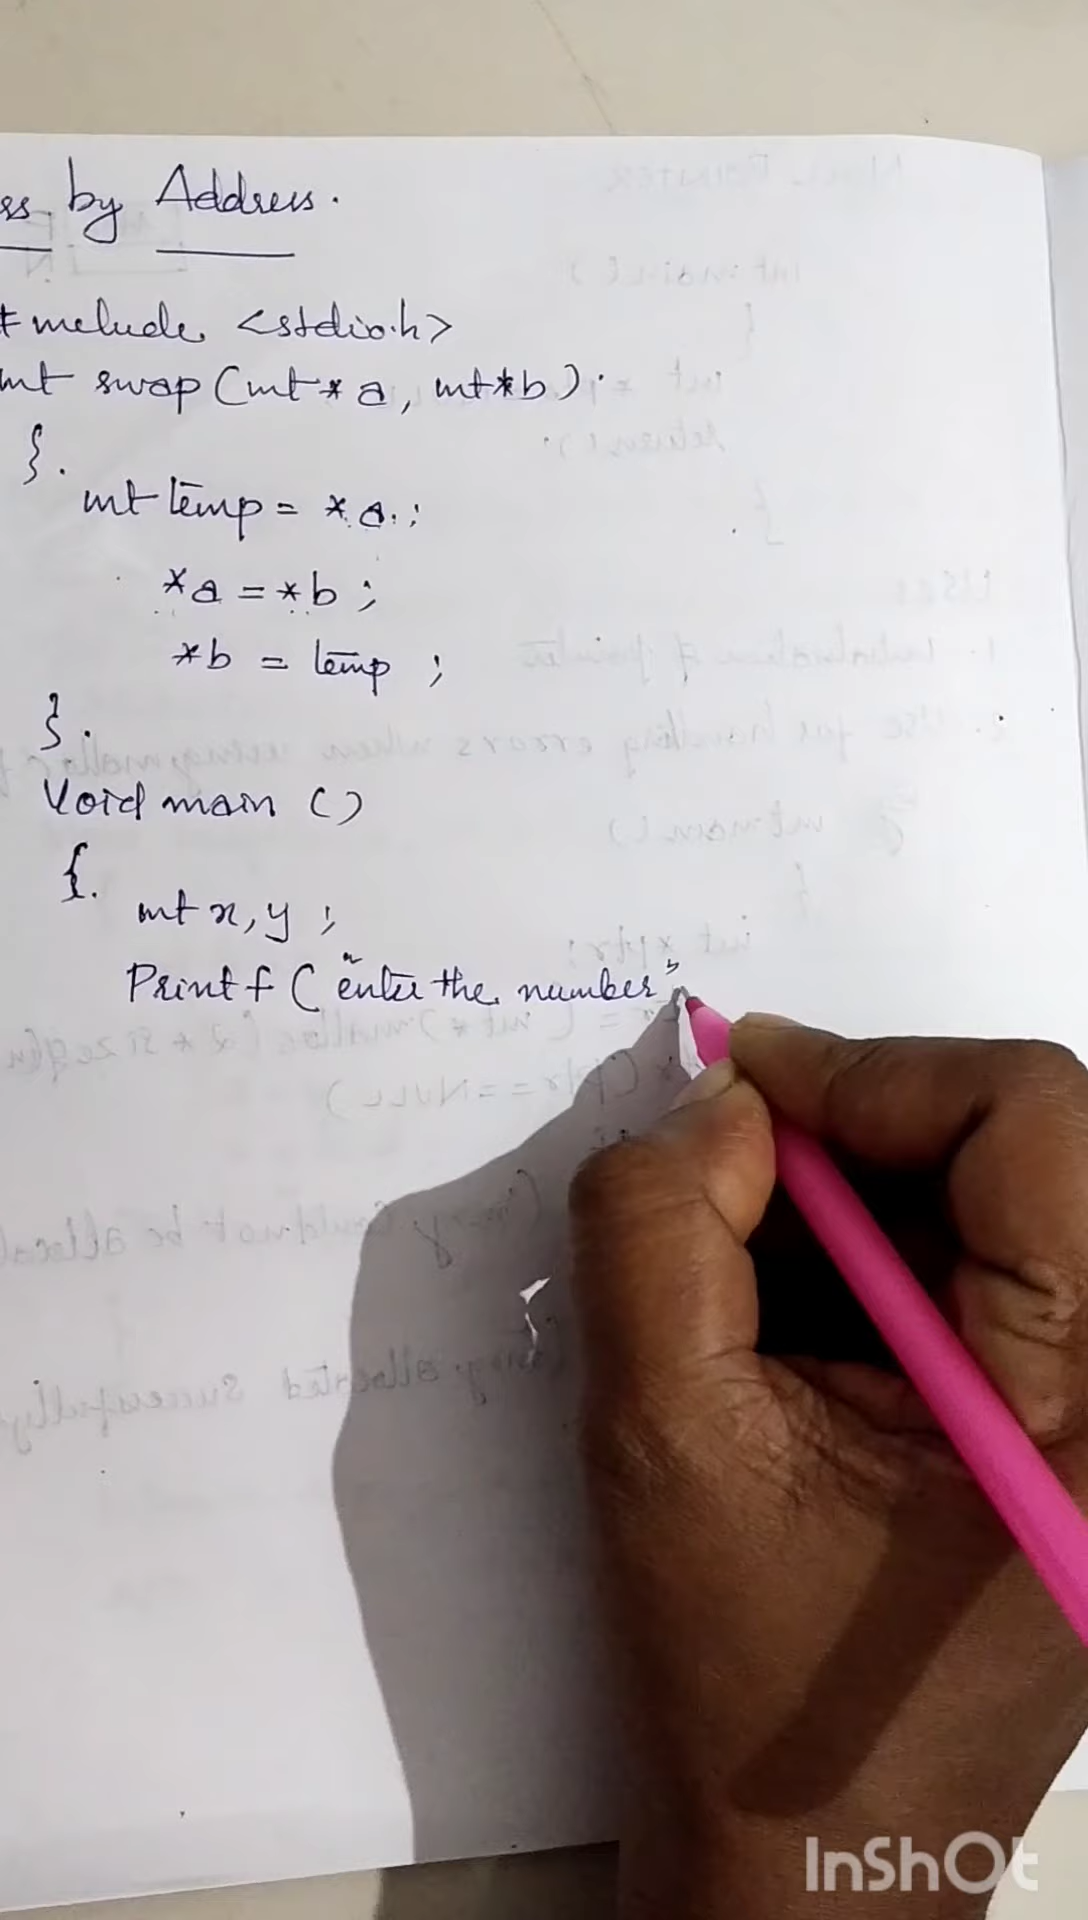 ss by Address.
# include <stdio.h>
int swap (int * a, int * b).
}.
int temp = * a. ;
*a = *b ;
*b = temp ;
}.
Void main ()
{.
int x, y ;
Printf ( "enter the number"
InShOt